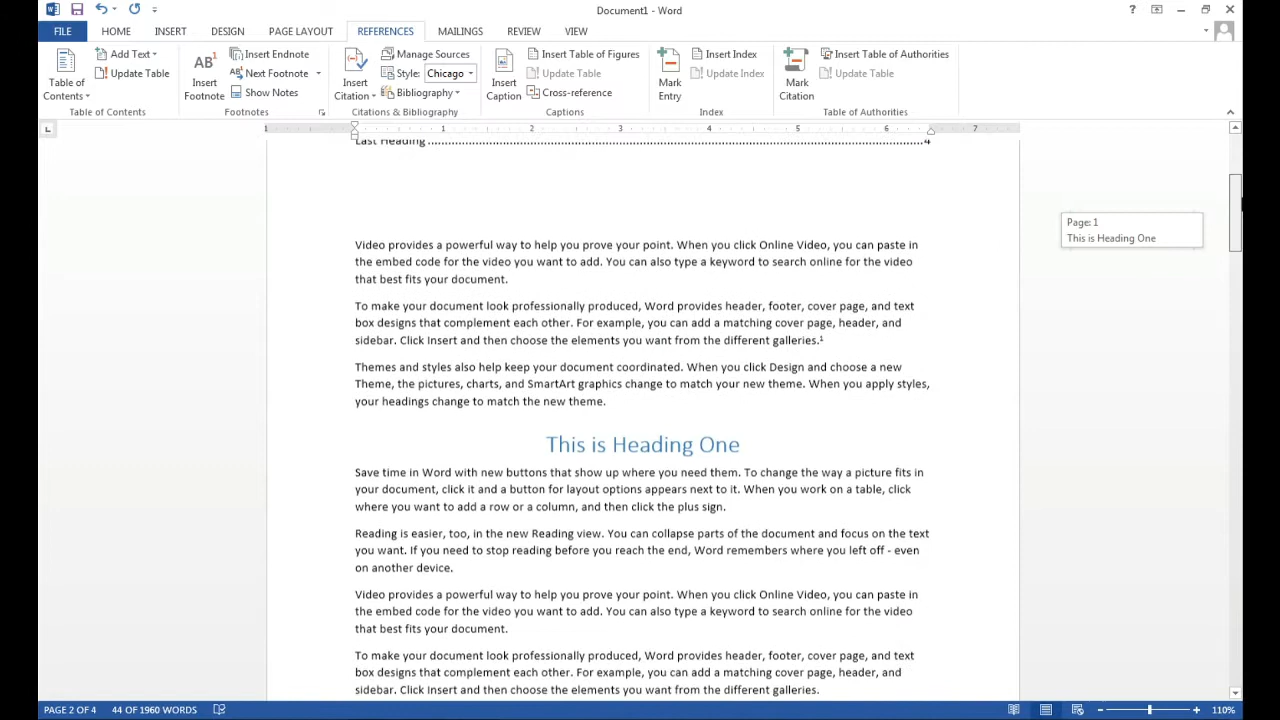 Document1 - Word
FILE HOME INSERT DESIGN PAGE LAYOUT REFERENCES MAILINGS REVIEW VIEW
Table of Contents
Add Text
Update Table
Table of Contents
AB1
Insert Footnote
Insert Endnote
Next Footnote
Show Notes
Footnotes
Insert Citation
Manage Sources
Style: Chicago
Bibliography
Citations & Bibliography
Insert Caption
Insert Table of Figures
Update Table
Cross-reference
Captions
Mark Entry
Insert Index
Update Index
Index
Mark Citation
Insert Table of Authorities
Update Table
Table of Authorities
1 1 2 3 4 5 6 7
Last Heading ........ 4
Page: 1
This is Heading One
Video provides a powerful way to help you prove your point. When you click Online Video, you can paste in
the embed code for the video you want to add. You can also type a keyword to search online for the video
that best fits your document.
To make your document look professionally produced, Word provides header, footer, cover page, and text
box designs that complement each other. For example, you can add a matching cover page, header, and
sidebar. Click Insert and then choose the elements you want from the different galleries.¹
Themes and styles also help keep your document coordinated. When you click Design and choose a new
Theme, the pictures, charts, and SmartArt graphics change to match your new theme. When you apply styles,
your headings change to match the new theme.
This is Heading One
Save time in Word with new buttons that show up where you need them. To change the way a picture fits in
your document, click it and a button for layout options appears next to it. When you work on a table, click
where you want to add a row or a column, and then click the plus sign.
Reading is easier, too, in the new Reading view. You can collapse parts of the document and focus on the text
you want. If you need to stop reading before you reach the end, Word remembers where you left off - even
on another device.
Video provides a powerful way to help you prove your point. When you click Online Video, you can paste in
the embed code for the video you want to add. You can also type a keyword to search online for the video
that best fits your document.
To make your document look professionally produced, Word provides header, footer, cover page, and text
box designs that complement each other. For example, you can add a matching cover page, header, and
sidebar. Click Insert and then choose the elements you want from the different galleries.
PAGE 2 OF 4 44 OF 1960 WORDS 110%